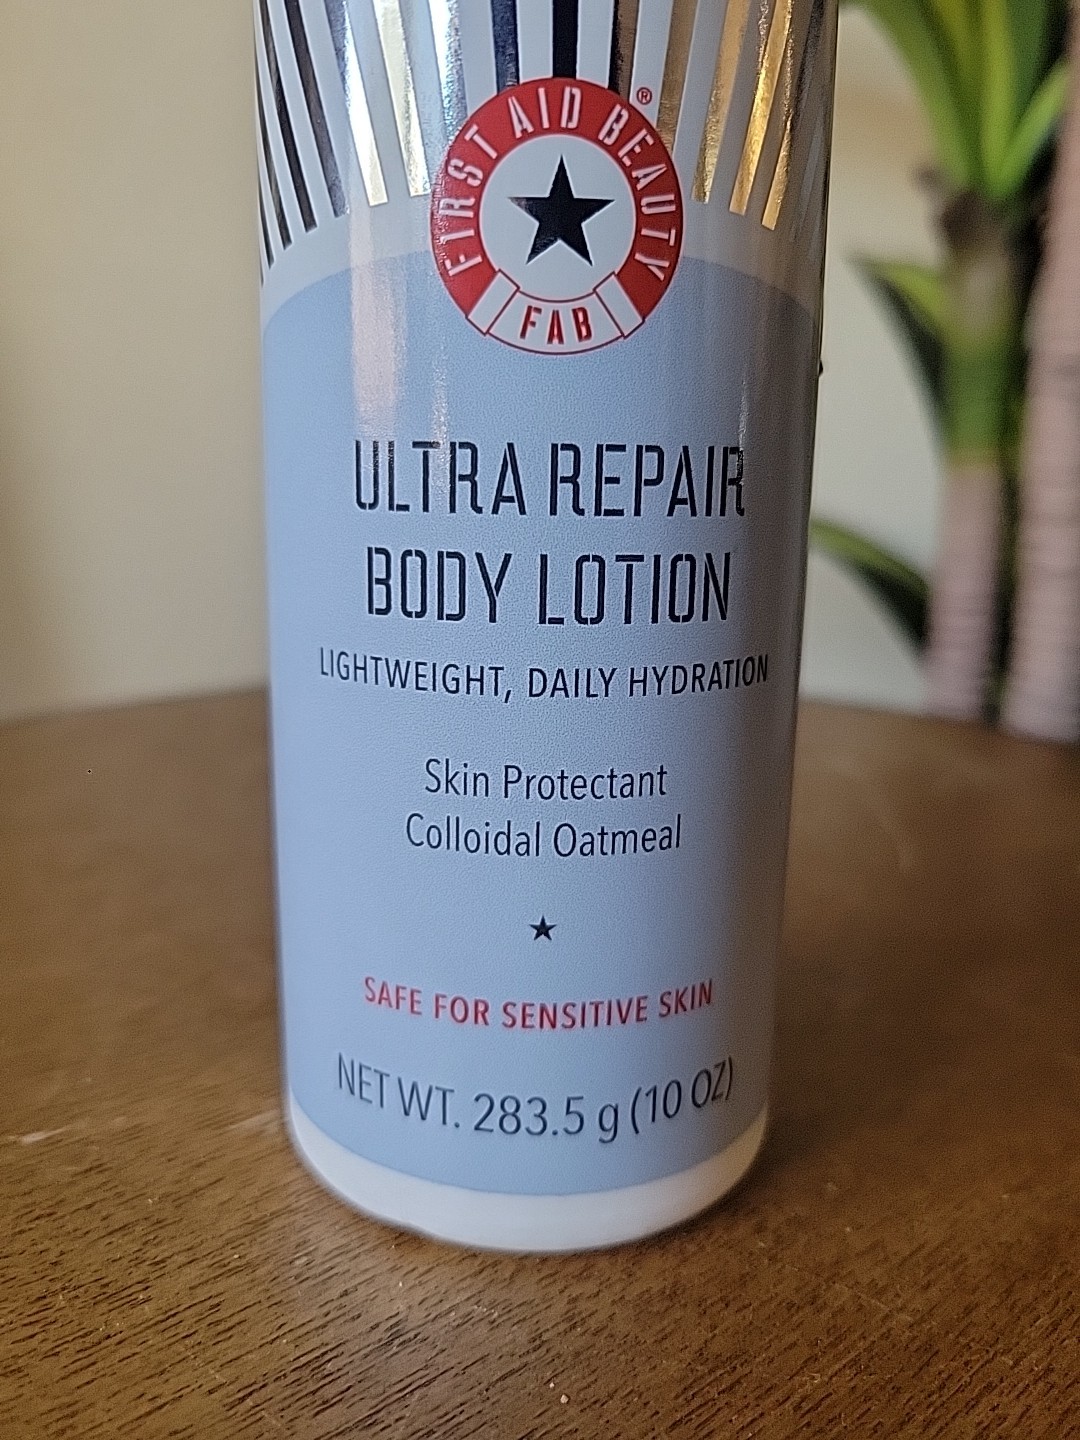 FIRST AID BEAUTY®
FAB
ULTRA REPAIR
BODY LOTION
LIGHTWEIGHT, DAILY HYDRATION
Skin Protectant
Colloidal Oatmeal
SAFE FOR SENSITIVE SKIN
NET WT. 283.5 g (10 OZ)